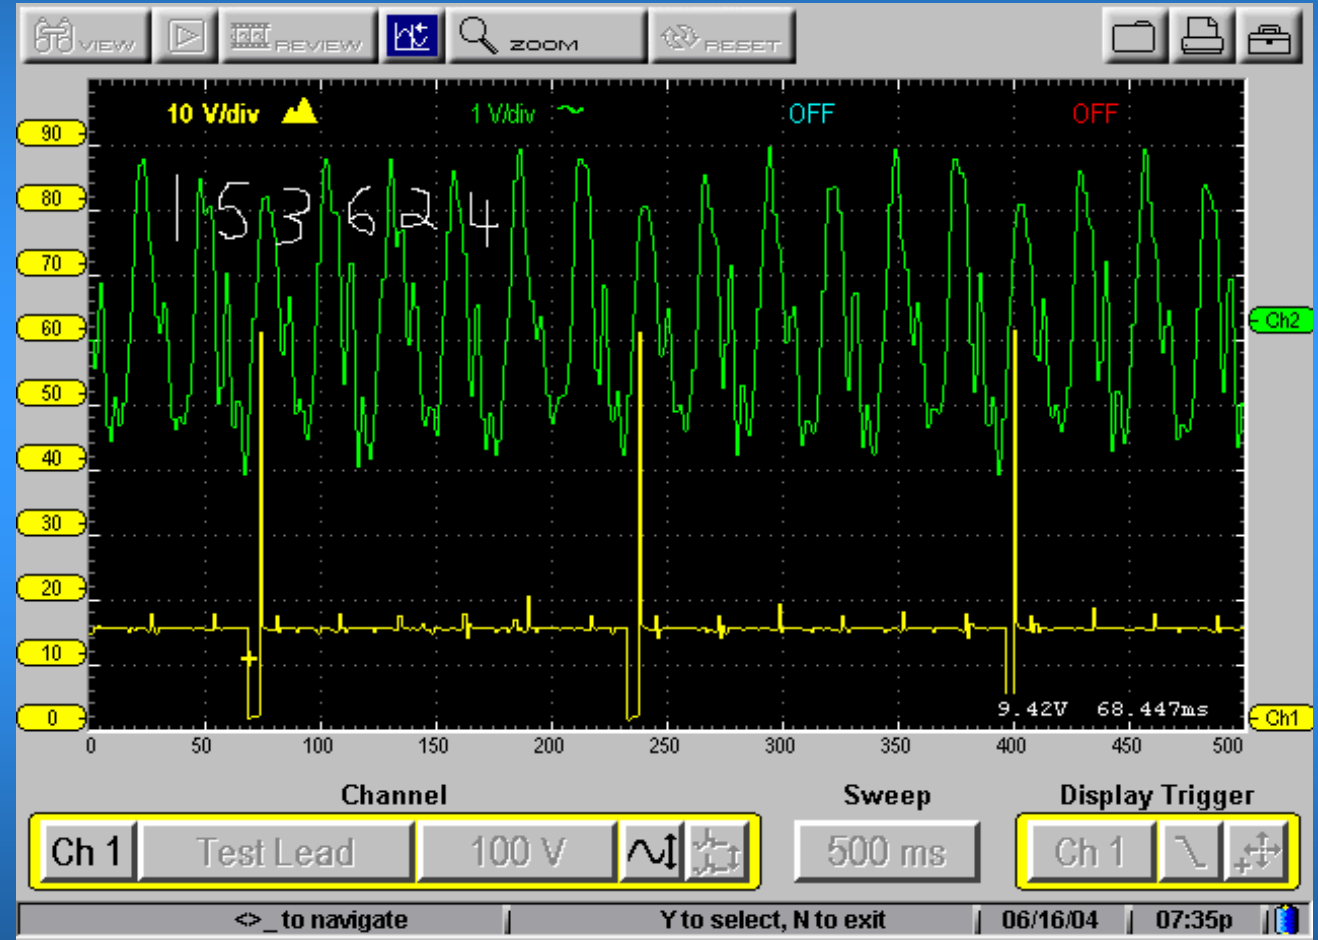 VIEW REVIEW ZOOM RESET
10 V/div 1 V/div OFF OFF
90
80
1 5 3 6 2 4
70
60 Ch2
50
40
30
20
10
9.42V 68.447ms
0 Ch1
0 50 100 150 200 250 300 350 400 450 500
Channel Sweep Display Trigger
Ch 1 Test Lead 100 V 500 ms Ch 1
<>_ to navigate Y to select, N to exit 06/16/04 07:35p